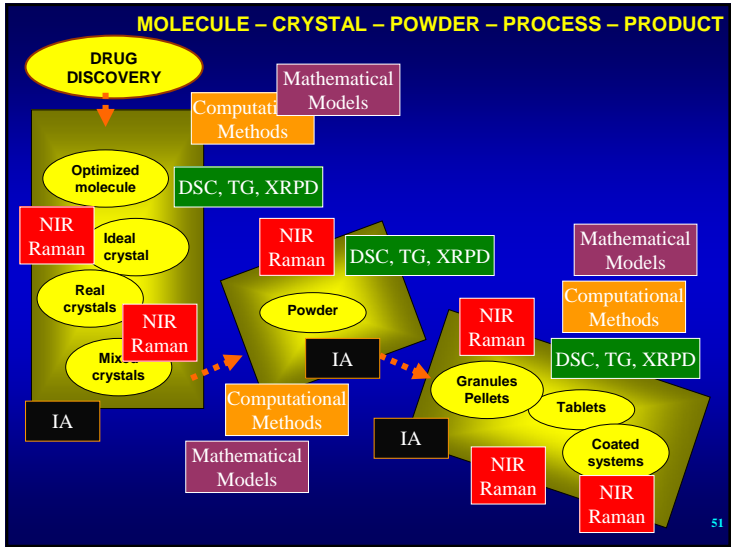 MOLECULE – CRYSTAL – POWDER – PROCESS – PRODUCT
DRUG
DISCOVERY
Mathematical
Models
Computational
Methods
Optimized
molecule
DSC, TG, XRPD
NIR
Raman
Ideal
crystal
Real
crystals
NIR
Raman
Mixed
crystals
IA
NIR
Raman
DSC, TG, XRPD
Powder
IA
Computational
Methods
Mathematical
Models
Mathematical
Models
Computational
Methods
NIR
Raman
DSC, TG, XRPD
Granules
Pellets
Tablets
IA
Coated
systems
NIR
Raman
NIR
Raman
51